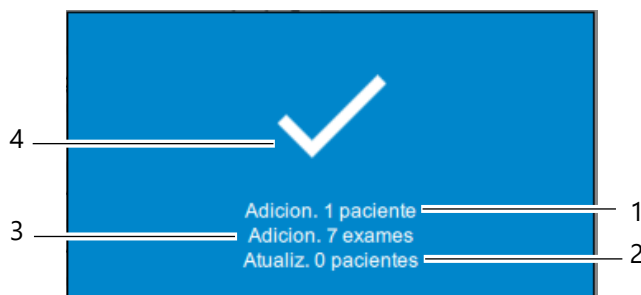 4
Adicion. 1 paciente 1
3 Adicion. 7 exames
Atualiz. 0 pacientes 2